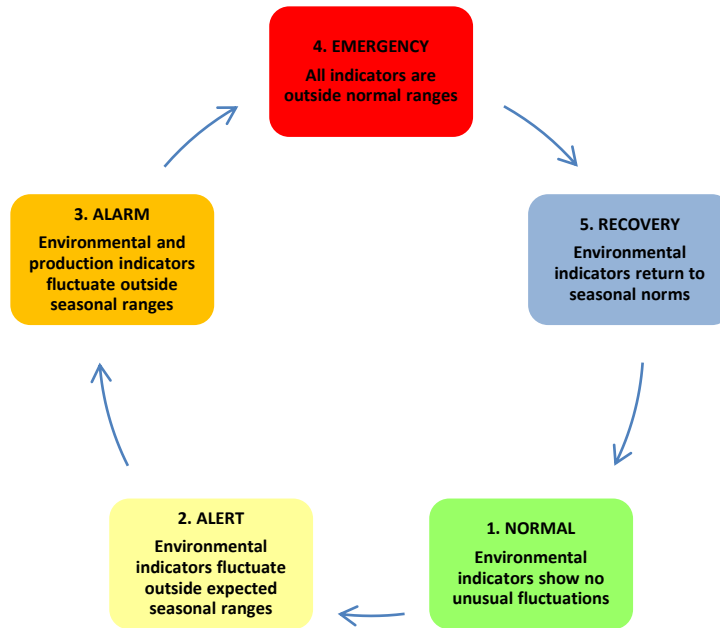 4. EMERGENCY
All indicators are
outside normal ranges
3. ALARM
Environmental and
production indicators
fluctuate outside
seasonal ranges
5. RECOVERY
Environmental
indicators return to
seasonal norms
2. ALERT
Environmental
indicators fluctuate
outside expected
seasonal ranges
1. NORMAL
Environmental
indicators show no
unusual fluctuations